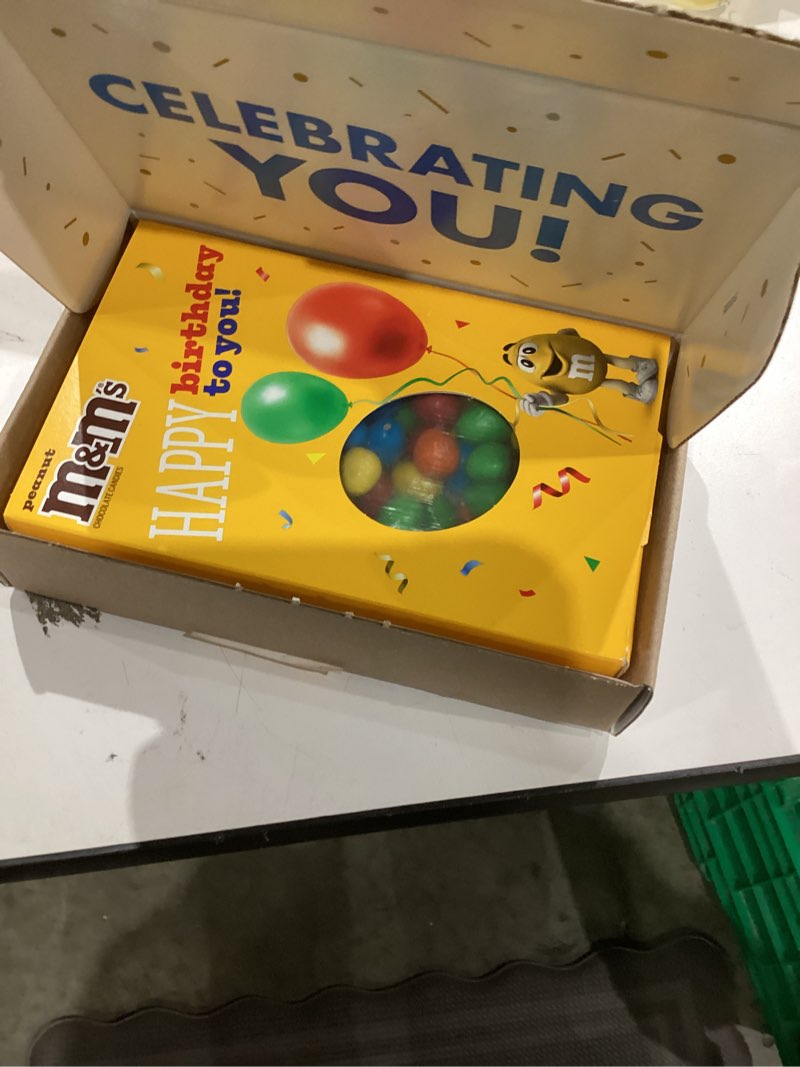 CELEBRATING
YOU!
peanut
m&m's
CHOCOLATE CANDIES
HAPPY
birthday
to you!
m